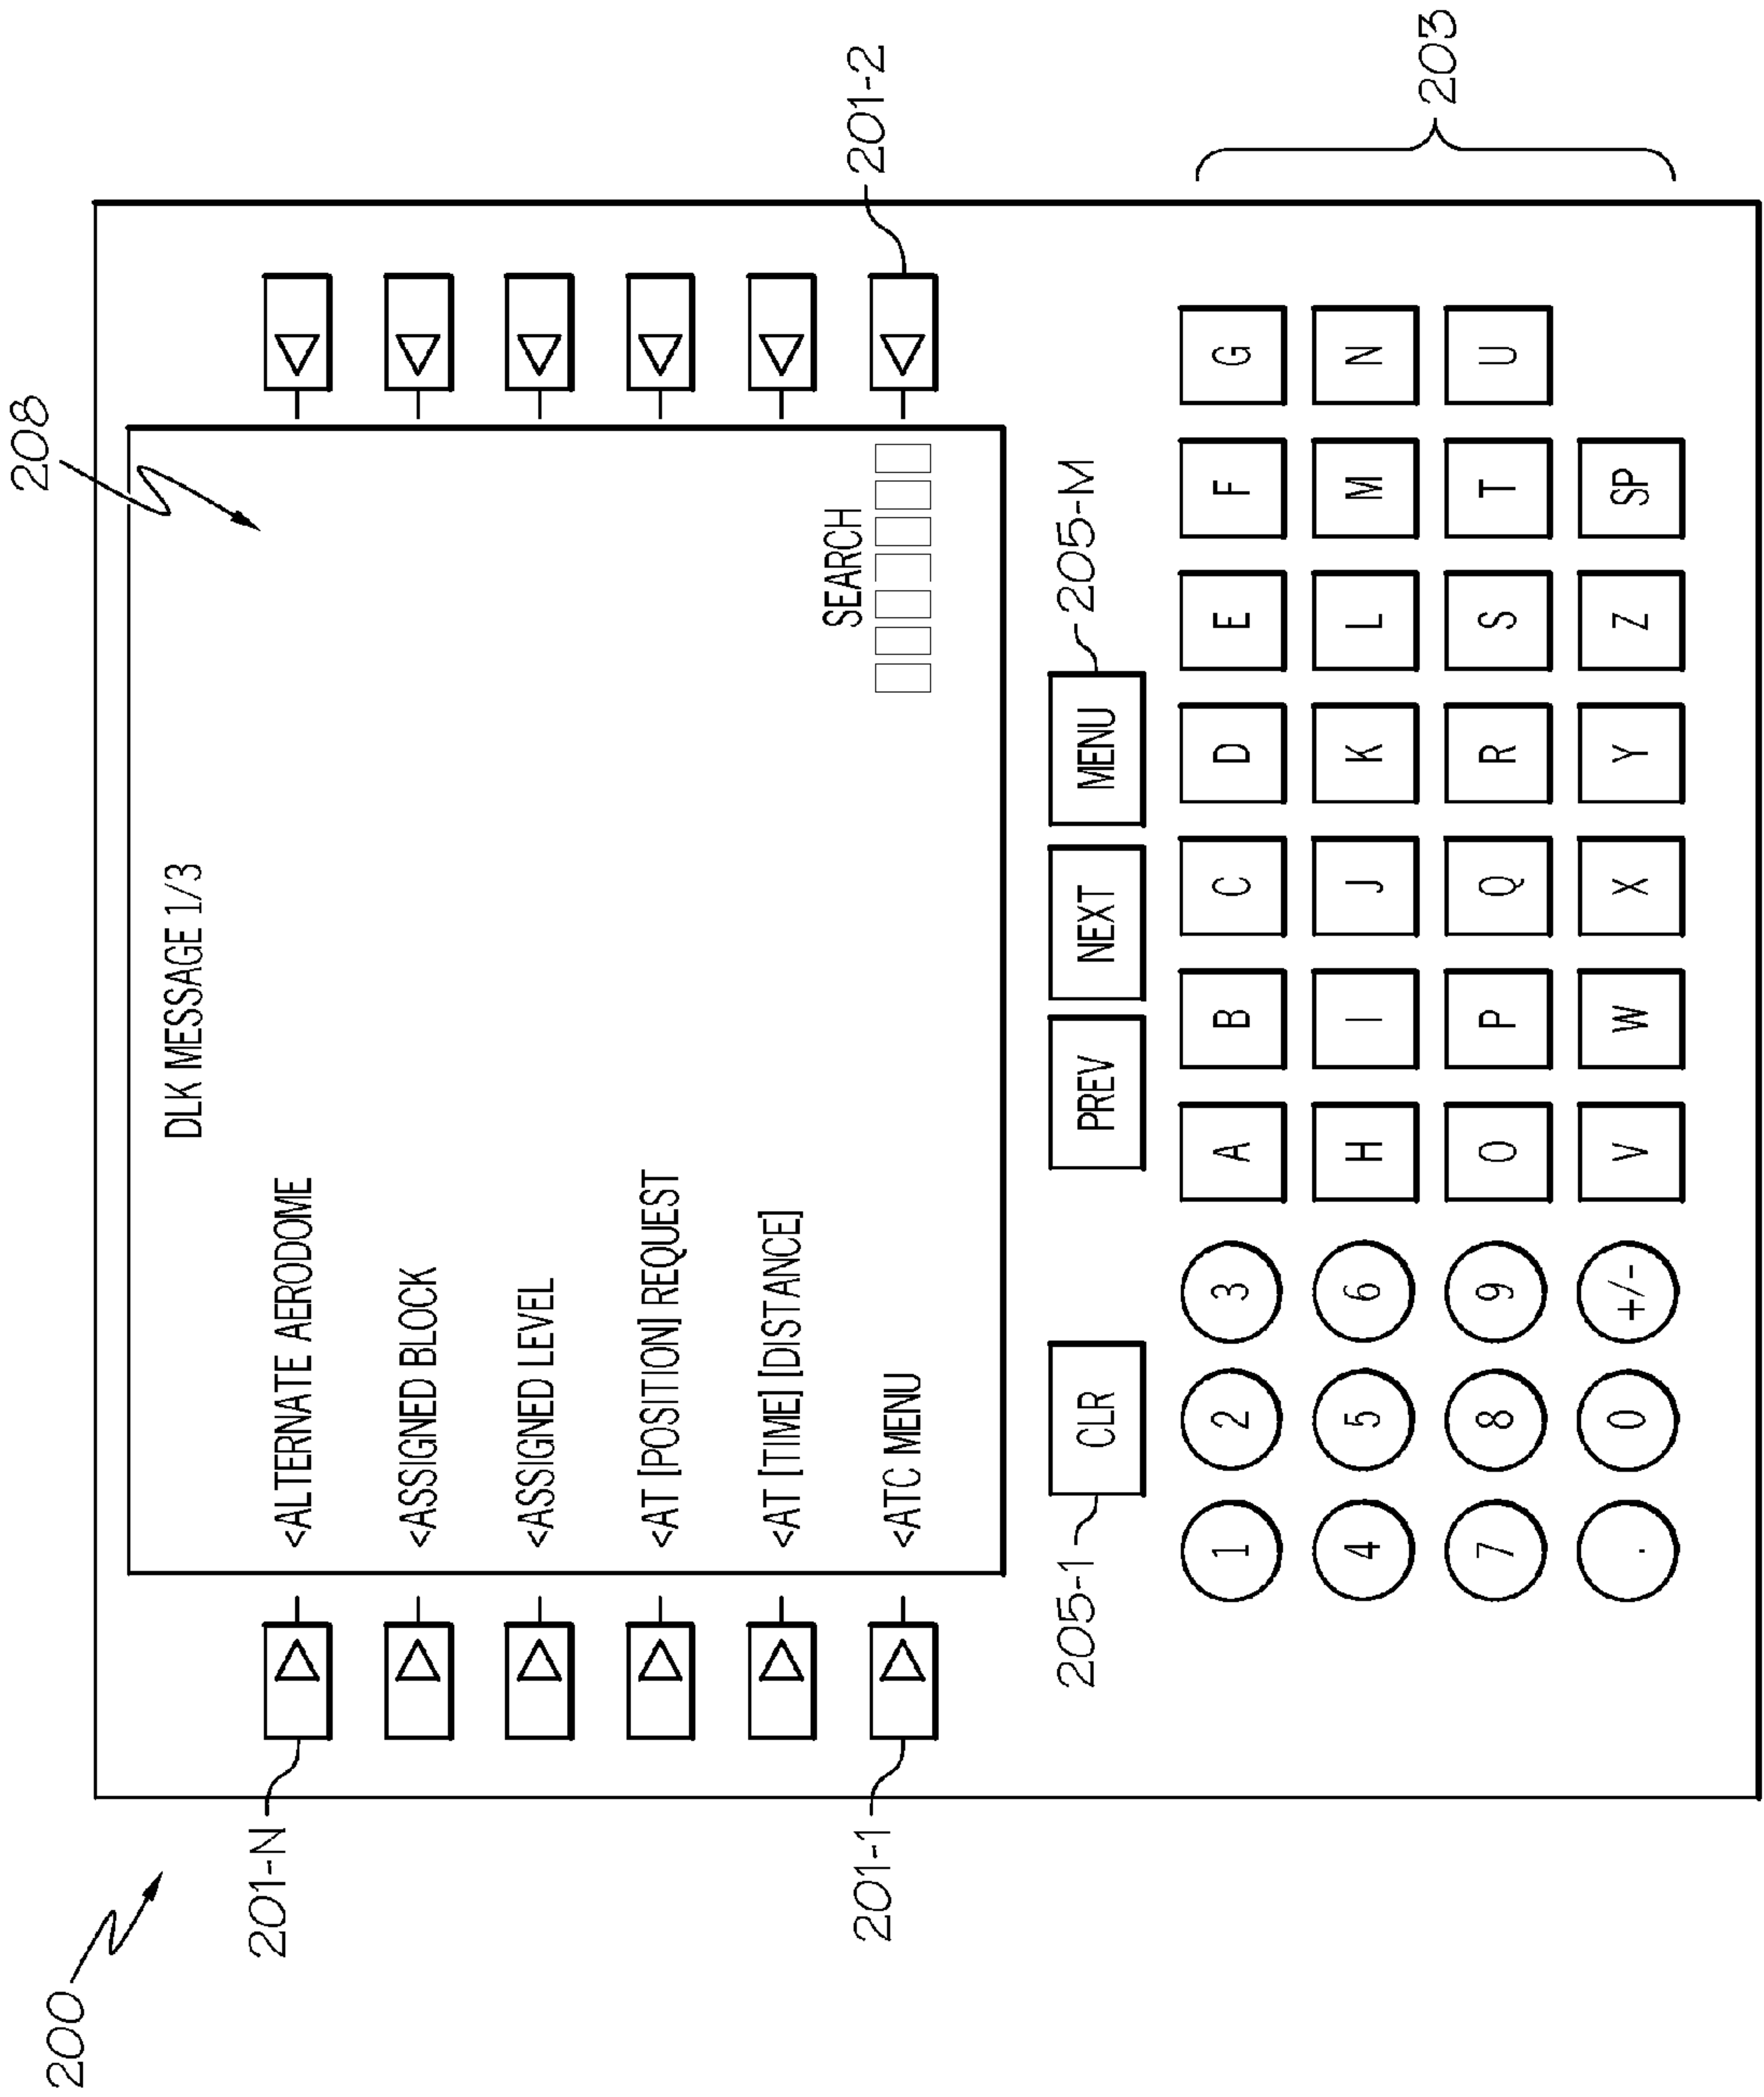 200
208
DLK MESSAGE 1/3
201-N
<ALTERNATE AERODOME
<ASSIGNED BLOCK
<ASSIGNED LEVEL
<AT [POSITION] REQUEST
<AT [TIME] [DISTANCE]
SEARCH
201-1
<ATC MENU
201-2
205-1
CLR
PREV
NEXT
MENU
205-M
1 2 3 A B C D E F G
4 5 6 H I J K L M N
7 8 9 O P Q R S T U
. 0 +/- V W X Y Z SP
203